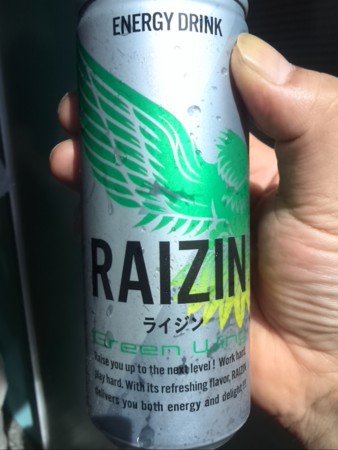 ENERGY DRINK
RAIZIN
ライジン
Green Wing
Raise you up to the next level! Work hard,
play hard. With its refreshing flavor, RAIZIN
delivers you both energy and delight